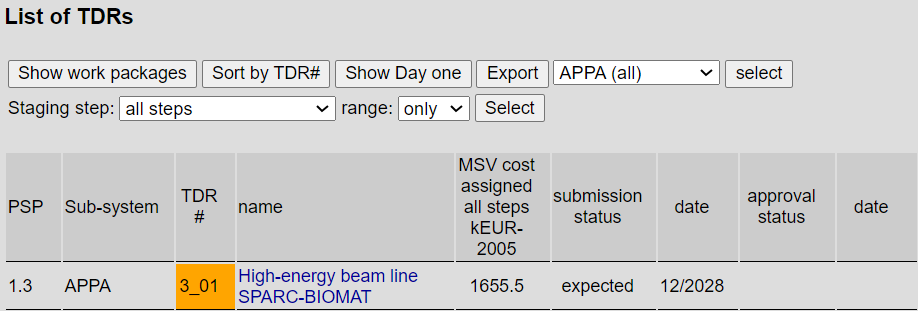 List of TDRs
Show work packages Sort by TDR# Show Day one Export APPA (all) select
Staging step: all steps range: only Select
PSP Sub-system TDR # name MSV cost assigned all steps kEUR-2005 submission status date approval status date
1.3 APPA 3_01 High-energy beam line SPARC-BIOMAT 1655.5 expected 12/2028